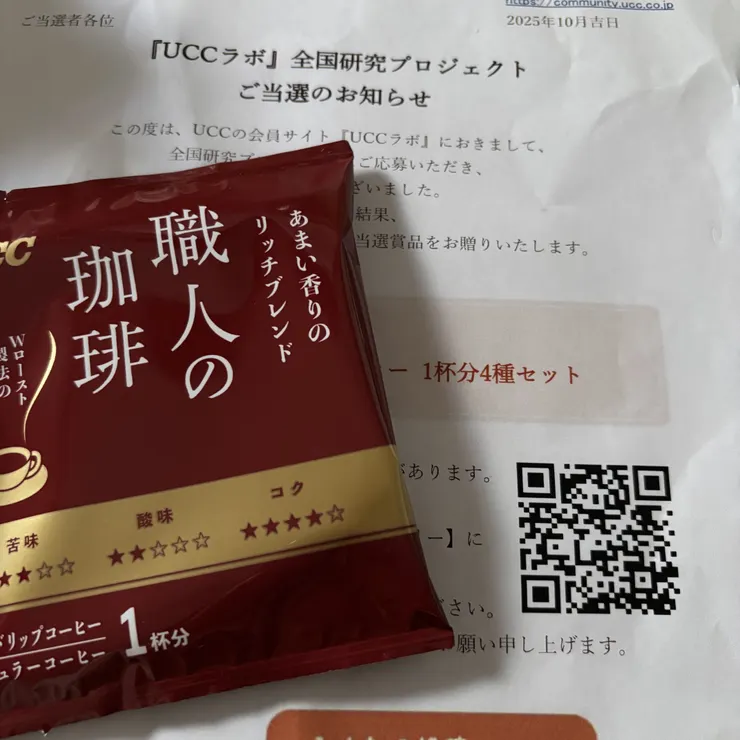 https://community.ucc.co.jp
ご当選者各位
2025年10月吉日
『UCCラボ』全国研究プロジェクト
ご当選のお知らせ
この度は、UCCの会員サイト『UCCラボ』におきまして、
全国研究プ
ご応募いただき、
ざいました。
結果、
当選賞品をお贈りいたします。
ー 1杯分4種セット
があります。
ー】に
ださい。
願い申し上げます。
あまい香りの
リッチブレンド
職人の
珈琲
Wロースト
製法の
苦味
★★☆☆
酸味
★★☆☆☆
コク
★★★★☆
ドリップコーヒー
ュラーコーヒー
1杯分